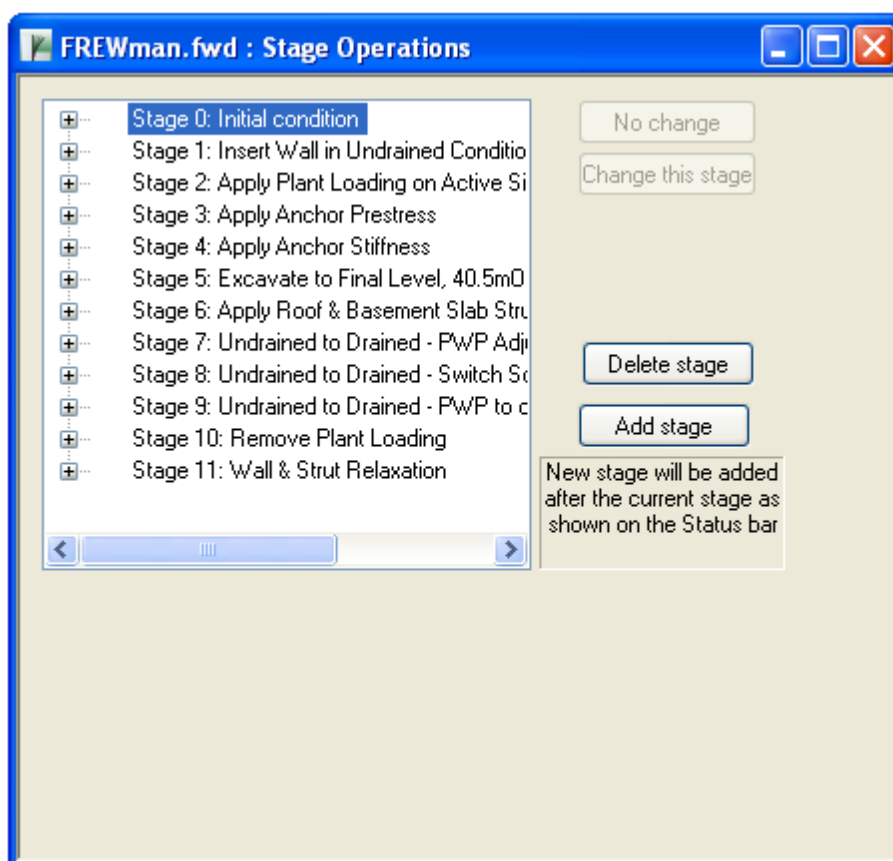 FREWman.fwd : Stage Operations
Stage 0: Initial condition
Stage 1: Insert Wall in Undrained Conditio
Stage 2: Apply Plant Loading on Active Si
Stage 3: Apply Anchor Prestress
Stage 4: Apply Anchor Stiffness
Stage 5: Excavate to Final Level, 40.5mO
Stage 6: Apply Roof & Basement Slab Stru
Stage 7: Undrained to Drained - PWP Adju
Stage 8: Undrained to Drained - Switch So
Stage 9: Undrained to Drained - PWP to c
Stage 10: Remove Plant Loading
Stage 11: Wall & Strut Relaxation
No change
Change this stage
Delete stage
Add stage
New stage will be added
after the current stage as
shown on the Status bar